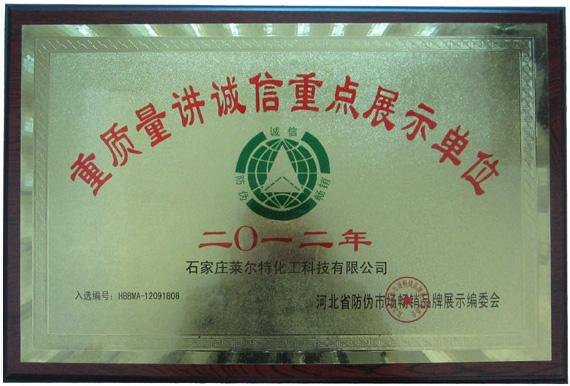 重质量讲诚信重点展示单位
诚信
防伪
畅销
二〇一二年
石家庄莱尔特化工科技有限公司
入选编号：HBBMA-12091806
河北省防伪市场畅销品牌展示编委会